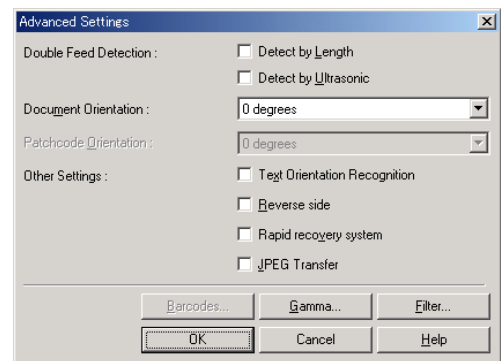 Advanced Settings
Double Feed Detection : Detect by Length
Detect by Ultrasonic
Document Orientation : 0 degrees
Patchcode Orientation : 0 degrees
Other Settings : Text Orientation Recognition
Reverse side
Rapid recovery system
JPEG Transfer
Barcodes... Gamma... Filter...
OK Cancel Help